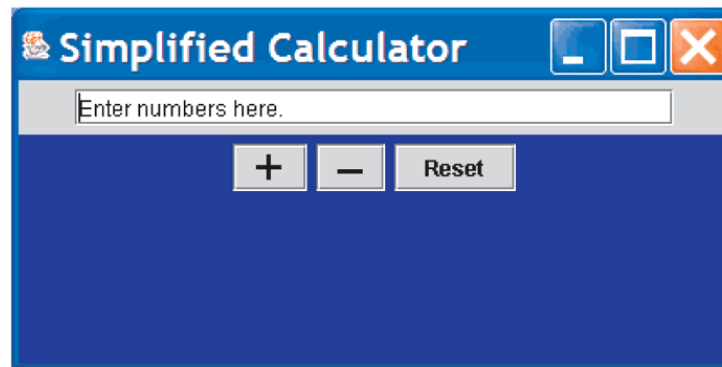 Simplified Calculator
Enter numbers here.
+ – Reset